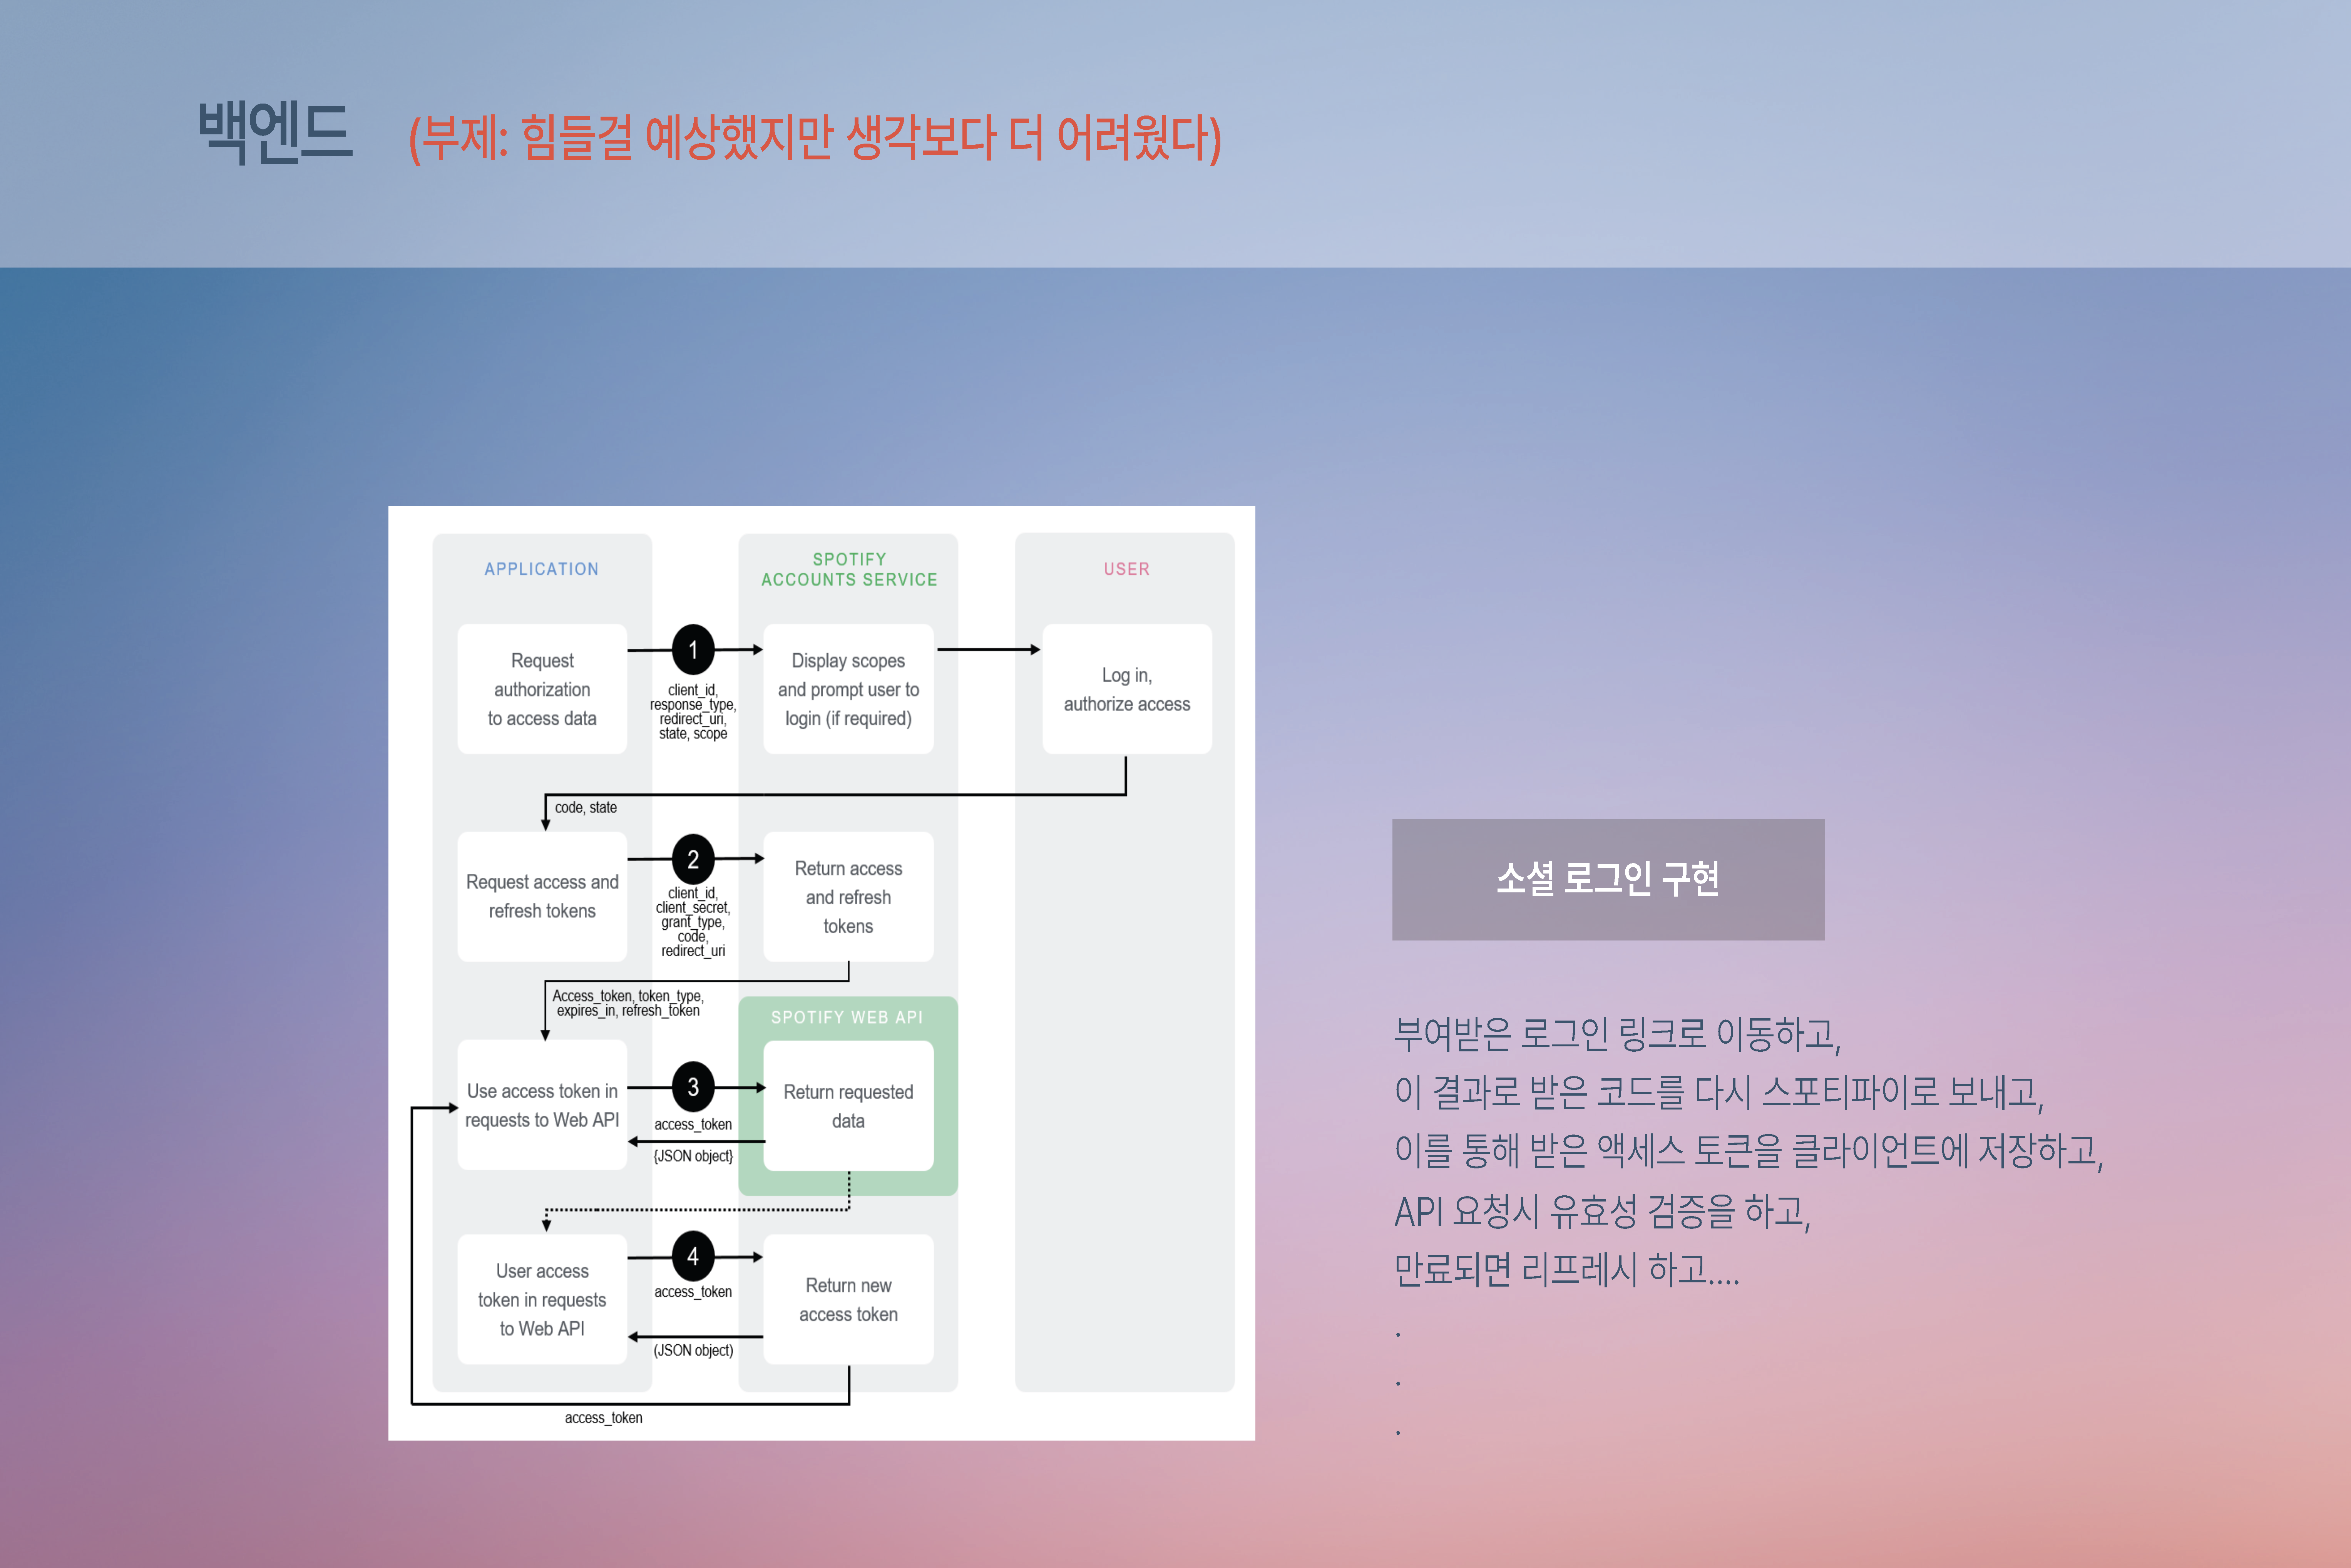 백엔드
(부제: 힘들걸 예상했지만 생각보다 더 어려웠다)
APPLICATION
SPOTIFY
ACCOUNTS SERVICE
USER
Request
authorization
to access data
1
client_id,
response_type,
redirect_uri,
state, scope
Display scopes
and prompt user to
login (if required)
Log in,
authorize access
code, state
Request access and
refresh tokens
2
client_id,
client_secret,
grant_type,
code,
redirect_uri
Return access
and refresh
tokens
Access_token, token_type,
expires_in, refresh_token
SPOTIFY WEB API
Use access token in
requests to Web API
3
access_token
{JSON object}
Return requested
data
User access
token in requests
to Web API
4
access_token
(JSON object)
Return new
access token
access_token
소셜 로그인 구현
부여받은 로그인 링크로 이동하고,
이 결과로 받은 코드를 다시 스포티파이로 보내고,
이를 통해 받은 액세스 토큰을 클라이언트에 저장하고,
API 요청시 유효성 검증을 하고,
만료되면 리프레시 하고....
.
.
.